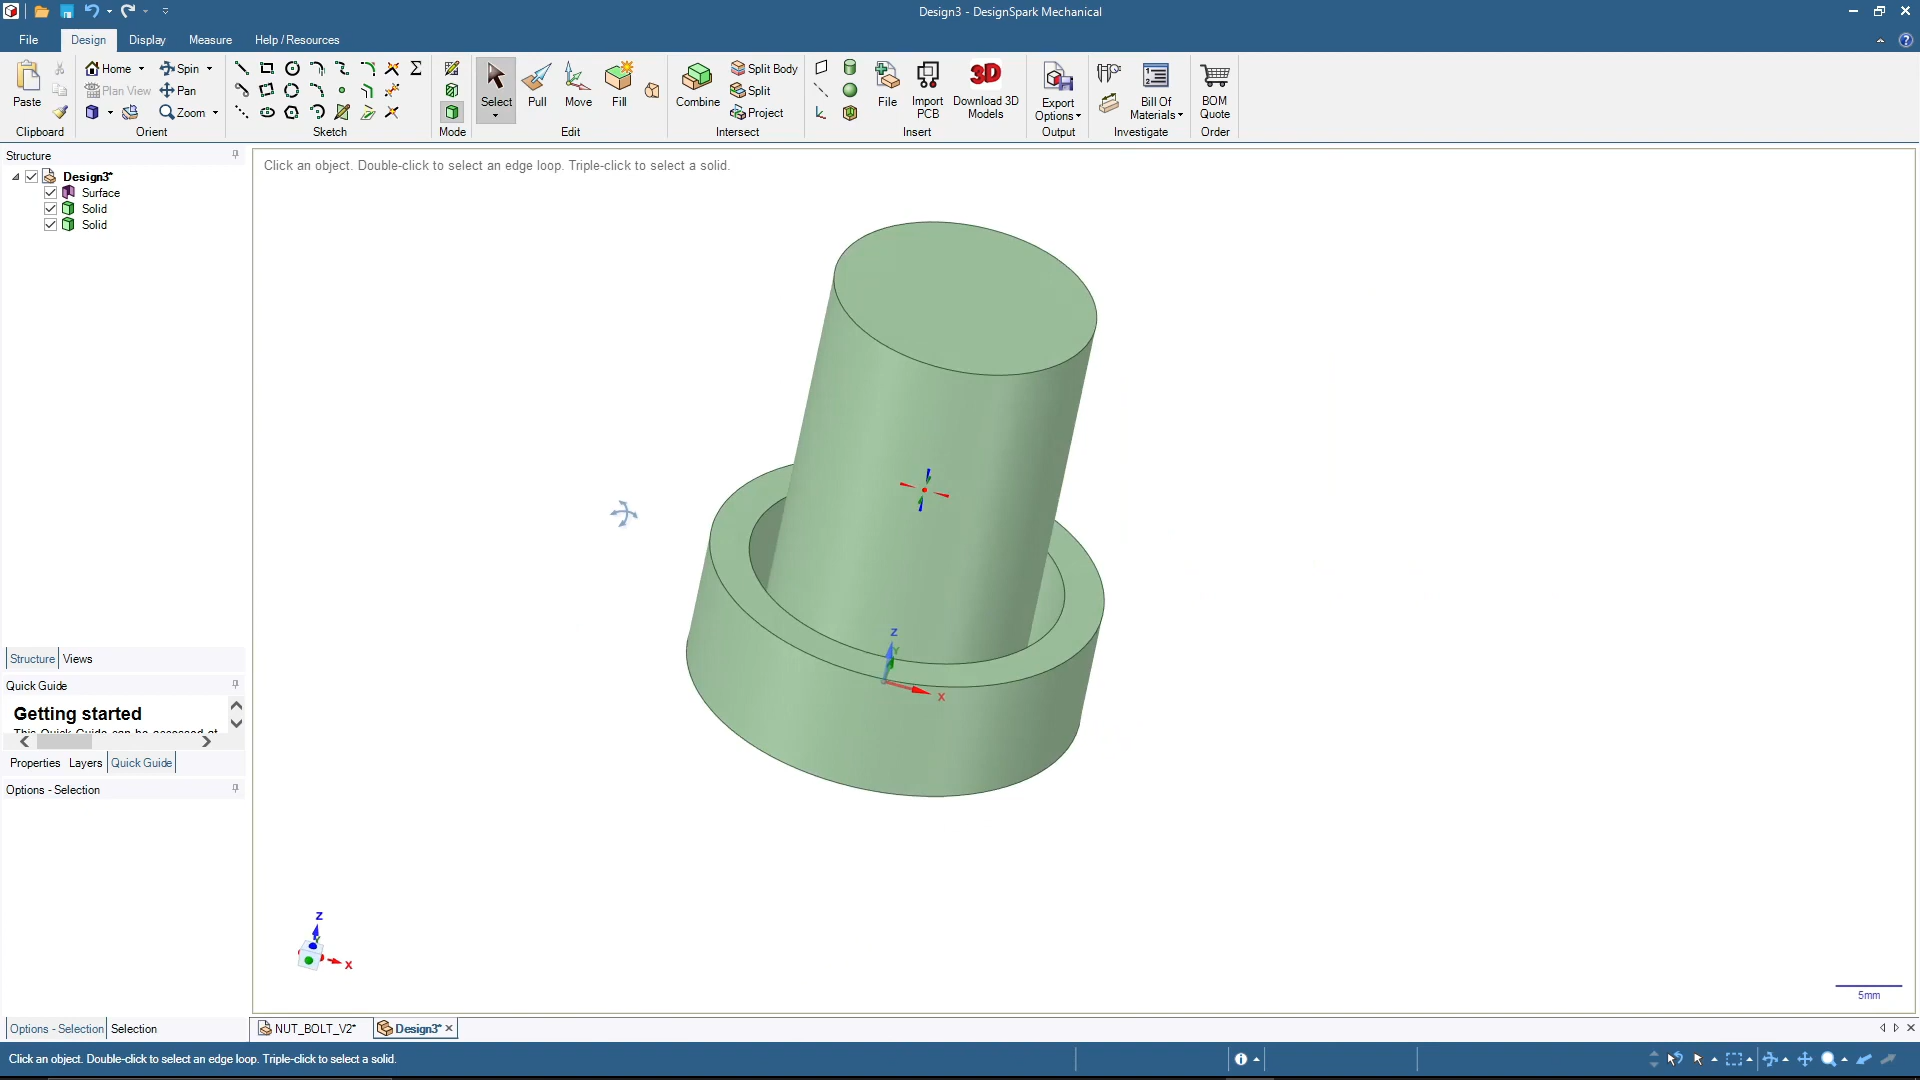 Design3 - DesignSpark Mechanical
File Design Display Measure Help / Resources
Paste
Home Spin
Plan View Pan
Zoom
Select Pull Move Fill
Combine
Split Body
Split
Project
File Import PCB Download 3D Models
Export Options
Bill Of Materials
BOM Quote
Clipboard Orient Sketch Mode Edit Intersect Insert Output Investigate Order
3D
Structure
Design3*
Surface
Solid
Solid
Click an object. Double-click to select an edge loop. Triple-click to select a solid.
Z
Y
X
Structure Views
Quick Guide
Getting started
Properties Layers Quick Guide
Options - Selection
Z
X
5mm
Options - Selection Selection
NUT_BOLT_V2* Design3*
Click an object. Double-click to select an edge loop. Triple-click to select a solid.